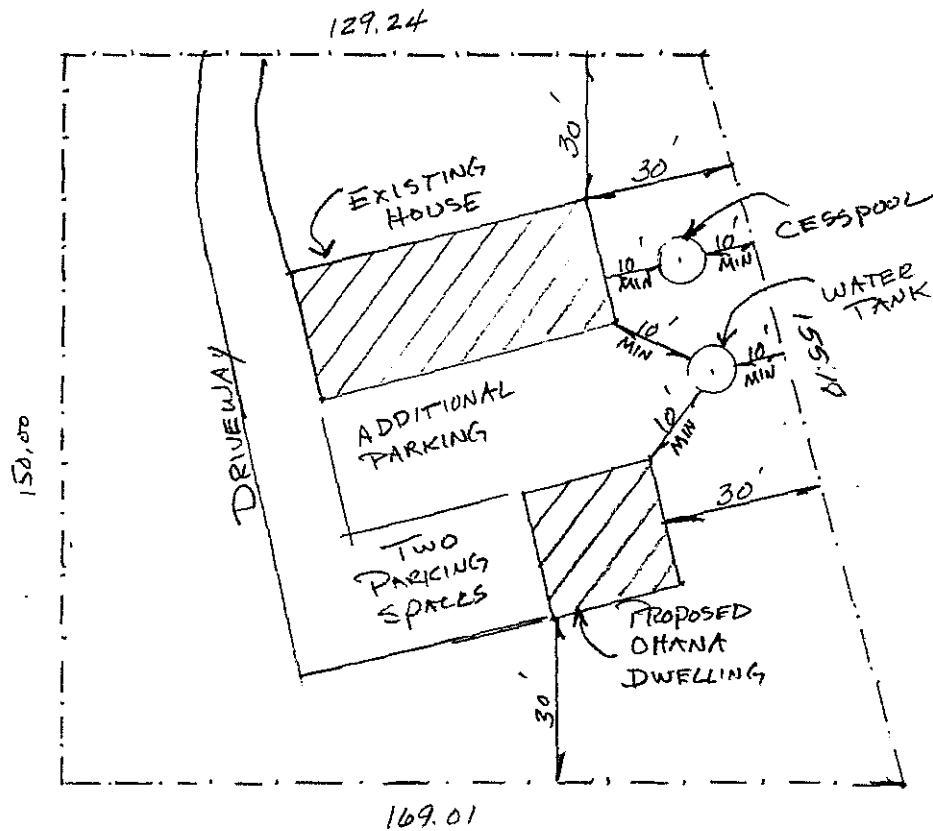 129.24
30'
30'
EXISTING
HOUSE
CESSPOOL
10'
MIN
10'
MIN
WATER
TANK
10'
MIN
10'
MIN
155.18
ADDITIONAL
PARKING
10'
MIN
150.00
DRIVEWAY
30'
TWO
PARKING
SPACES
PROPOSED
OHANA
DWELLING
30'
169.01